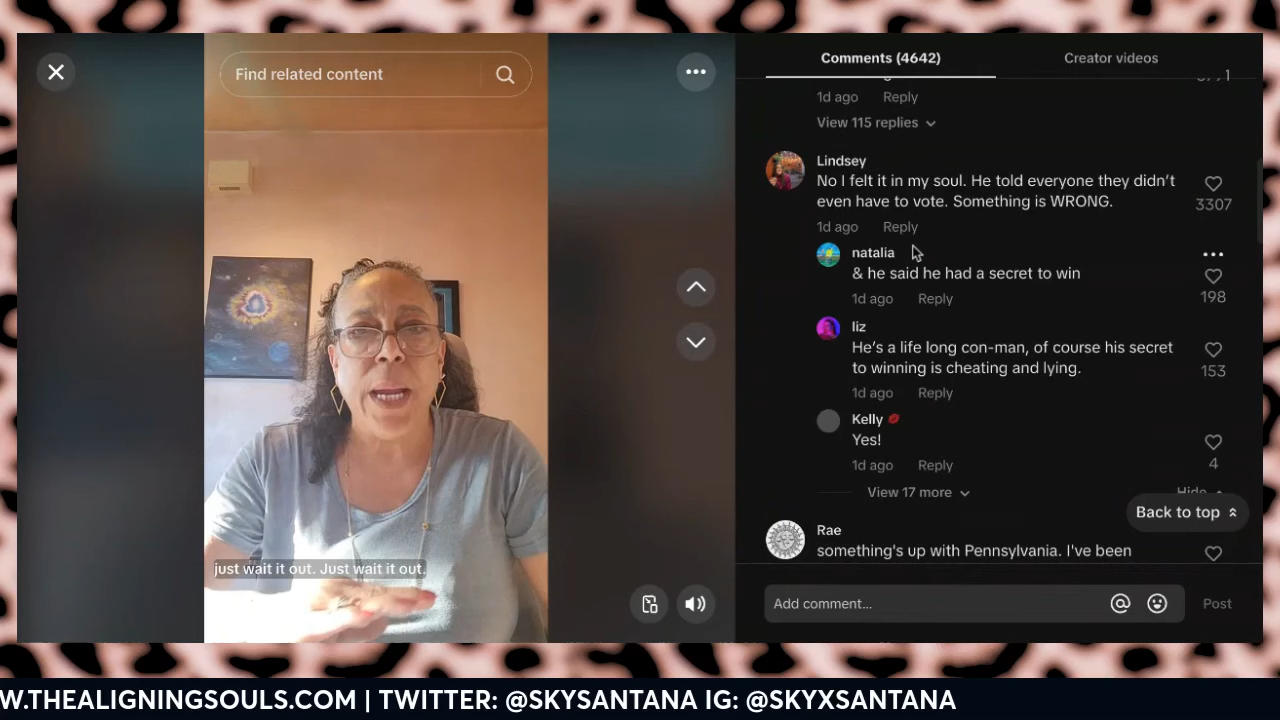 Find related content
just wait it out. Just wait it out.
Comments (4642)
Creator videos
1d ago Reply
View 115 replies
Lindsey
No I felt it in my soul. He told everyone they didn’t
even have to vote. Something is WRONG.
3307
1d ago Reply
natalia
& he said he had a secret to win
198
1d ago Reply
liz
He’s a life long con-man, of course his secret
to winning is cheating and lying.
153
1d ago Reply
Kelly
Yes!
1d ago Reply
4
View 17 more
Hide
Back to top
Rae
something's up with Pennsylvania. I've been
Add comment...
Post
W.THEALIGNINGSOULS.COM | TWITTER: @SKYSANTANA IG: @SKYXSANTANA